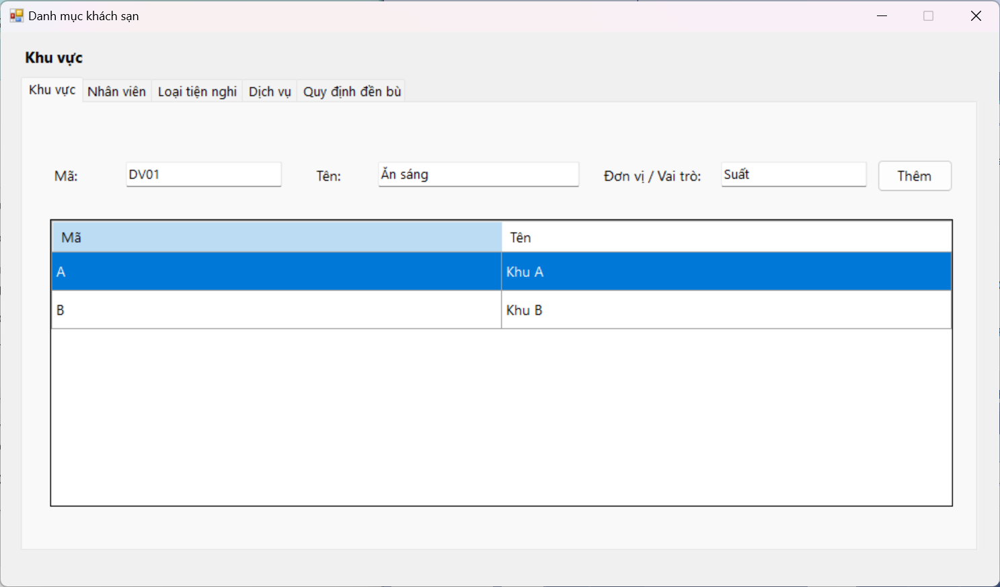 Danh mục khách sạn
Khu vực
Khu vực Nhân viên Loại tiện nghi Dịch vụ Quy định đền bù
Mã: DV01 Tên: Ăn sáng Đơn vị / Vai trò: Suất Thêm
Mã Tên
A Khu A
B Khu B